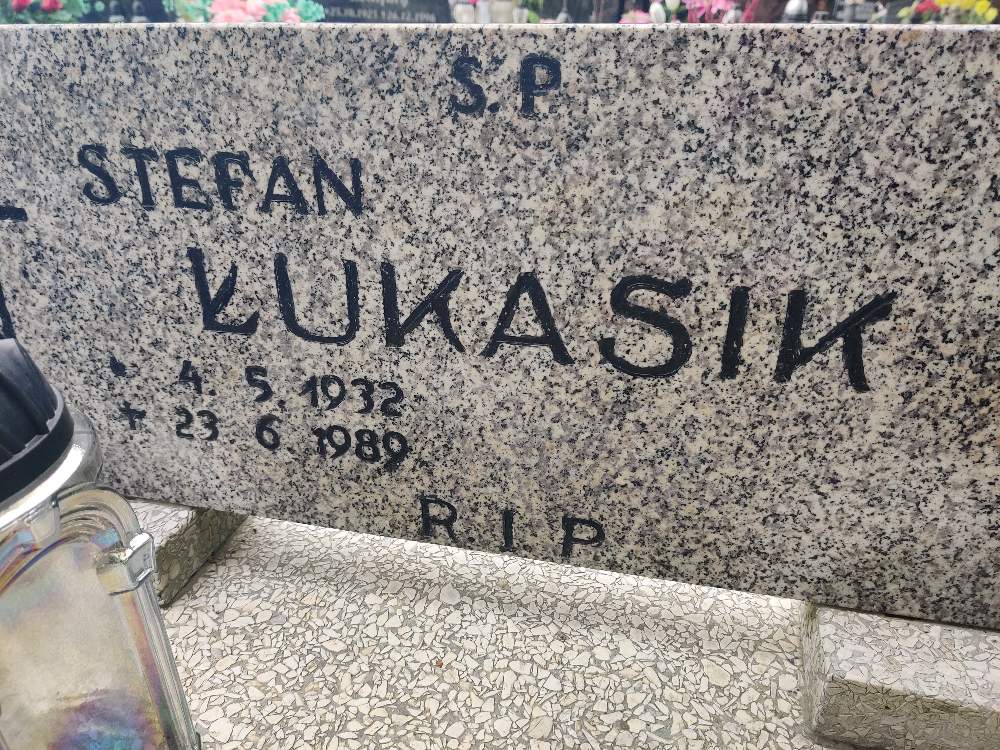 S.P
STEFAN
ŁUKASIK
* 4. 5. 1932
+ 23 6. 1989
R I P